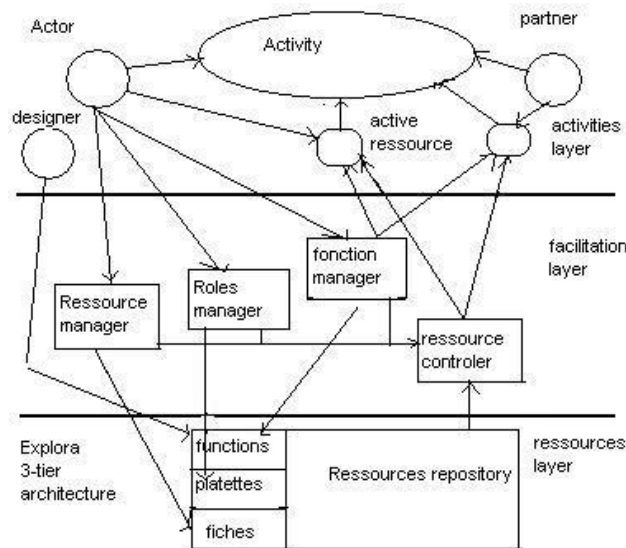 Actor
partner
Activity
designer
active
ressource
activities
layer
fonction
manager
facilitation
layer
Ressource
manager
Roles
manager
ressource
controler
Explora
3-tier
architecture
functions
platettes
fiches
Ressources repository
ressources
layer